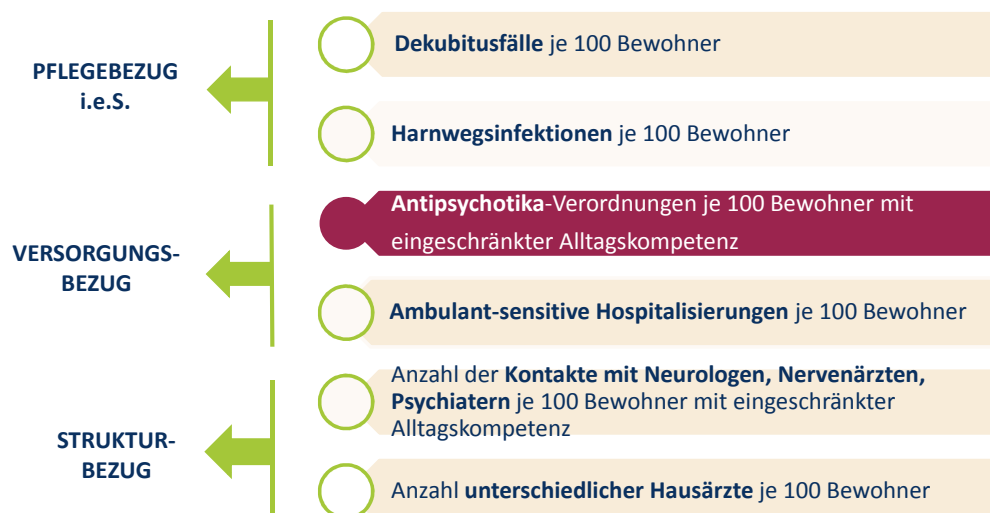 PFLEGEBEZUG
i.e.S.
Dekubitusfälle je 100 Bewohner
Harnwegsinfektionen je 100 Bewohner
VERSORGUNGS-
BEZUG
Antipsychotika-Verordnungen je 100 Bewohner mit
eingeschränkter Alltagskompetenz
Ambulant-sensitive Hospitalisierungen je 100 Bewohner
STRUKTUR-
BEZUG
Anzahl der Kontakte mit Neurologen, Nervenärzten,
Psychiatern je 100 Bewohner mit eingeschränkter
Alltagskompetenz
Anzahl unterschiedlicher Hausärzte je 100 Bewohner